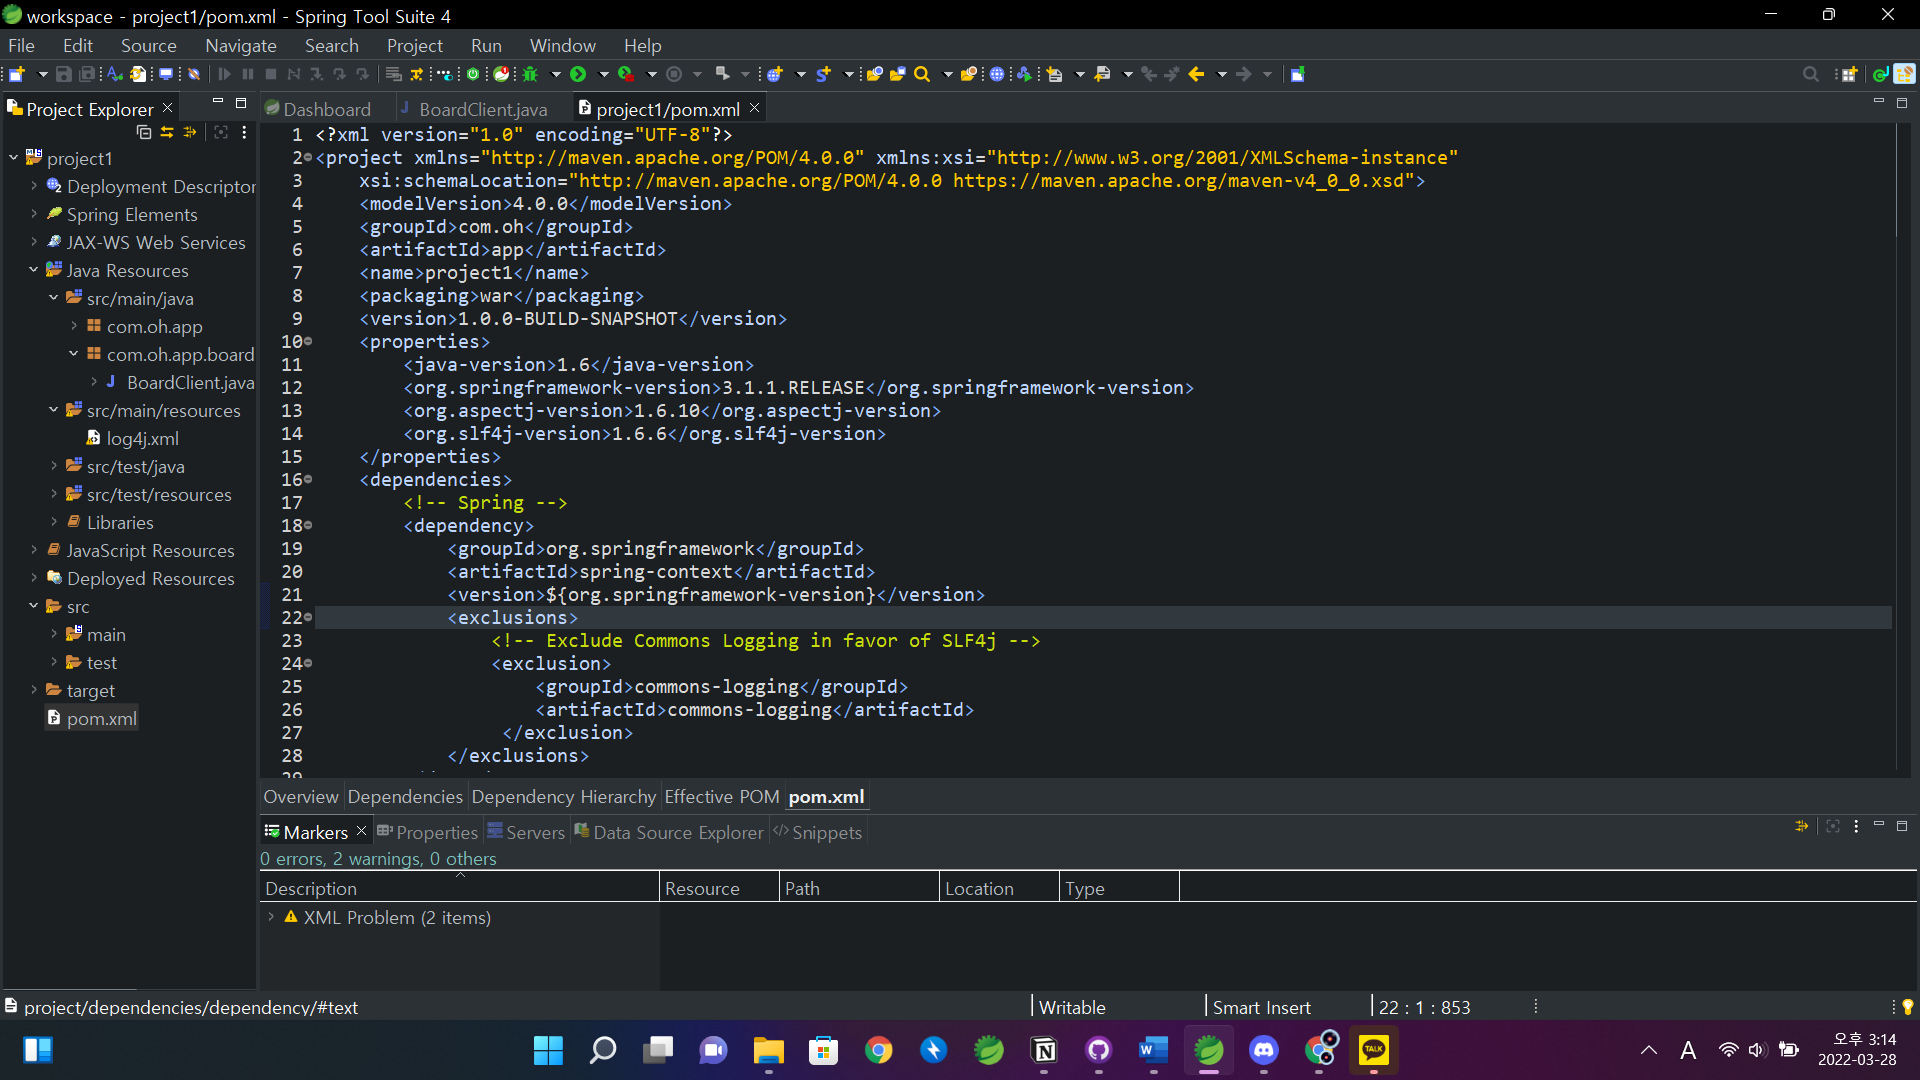 workspace - project1/pom.xml - Spring Tool Suite 4
File Edit Source Navigate Search Project Run Window Help
Project Explorer
Dashboard BoardClient.java project1/pom.xml
project1
Deployment Descriptor
Spring Elements
JAX-WS Web Services
Java Resources
src/main/java
com.oh.app
com.oh.app.board
BoardClient.java
src/main/resources
log4j.xml
src/test/java
src/test/resources
Libraries
JavaScript Resources
Deployed Resources
src
main
test
target
pom.xml
1 <?xml version="1.0" encoding="UTF-8"?>
2 <project xmlns="http://maven.apache.org/POM/4.0.0" xmlns:xsi="http://www.w3.org/2001/XMLSchema-instance"
3 xsi:schemaLocation="http://maven.apache.org/POM/4.0.0 https://maven.apache.org/maven-v4_0_0.xsd">
4 <modelVersion>4.0.0</modelVersion>
5 <groupId>com.oh</groupId>
6 <artifactId>app</artifactId>
7 <name>project1</name>
8 <packaging>war</packaging>
9 <version>1.0.0-BUILD-SNAPSHOT</version>
10 <properties>
11 <java-version>1.6</java-version>
12 <org.springframework-version>3.1.1.RELEASE</org.springframework-version>
13 <org.aspectj-version>1.6.10</org.aspectj-version>
14 <org.slf4j-version>1.6.6</org.slf4j-version>
15 </properties>
16 <dependencies>
17 <!-- Spring -->
18 <dependency>
19 <groupId>org.springframework</groupId>
20 <artifactId>spring-context</artifactId>
21 <version>${org.springframework-version}</version>
22 <exclusions>
23 <!-- Exclude Commons Logging in favor of SLF4j -->
24 <exclusion>
25 <groupId>commons-logging</groupId>
26 <artifactId>commons-logging</artifactId>
27 </exclusion>
28 </exclusions>
29
Overview Dependencies Dependency Hierarchy Effective POM pom.xml
Markers Properties Servers Data Source Explorer Snippets
0 errors, 2 warnings, 0 others
Description Resource Path Location Type
XML Problem (2 items)
project/dependencies/dependency/#text Writable Smart Insert 22 : 1 : 853
TALK
A
오후 3:14
2022-03-28